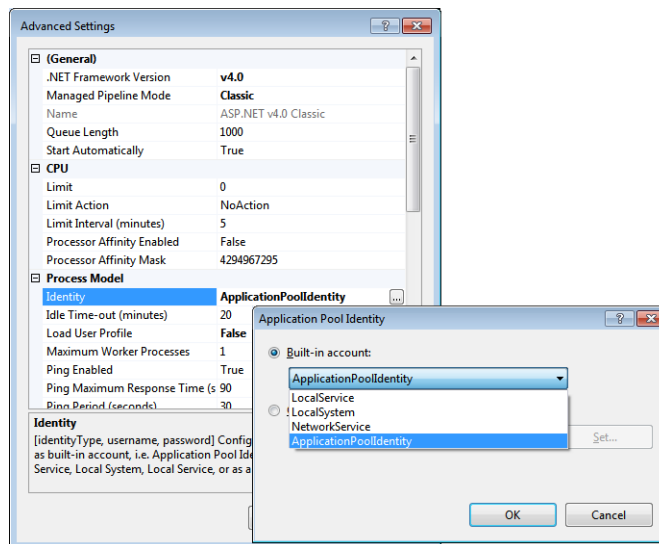 Advanced Settings
(General)
.NET Framework Version v4.0
Managed Pipeline Mode Classic
Name ASP.NET v4.0 Classic
Queue Length 1000
Start Automatically True
CPU
Limit 0
Limit Action NoAction
Limit Interval (minutes) 5
Processor Affinity Enabled False
Processor Affinity Mask 4294967295
Process Model
Identity ApplicationPoolIdentity ...
Idle Time-out (minutes) 20
Load User Profile False
Maximum Worker Processes 1
Ping Enabled True
Ping Maximum Response Time (s 90
Ping Period (seconds) 30
Identity
[identityType, username, password] Config
as built-in account, i.e. Application Pool Ide
Service, Local System, Local Service, or as a
Application Pool Identity
Built-in account:
ApplicationPoolIdentity
LocalService
LocalSystem
NetworkService
ApplicationPoolIdentity
Set...
OK Cancel